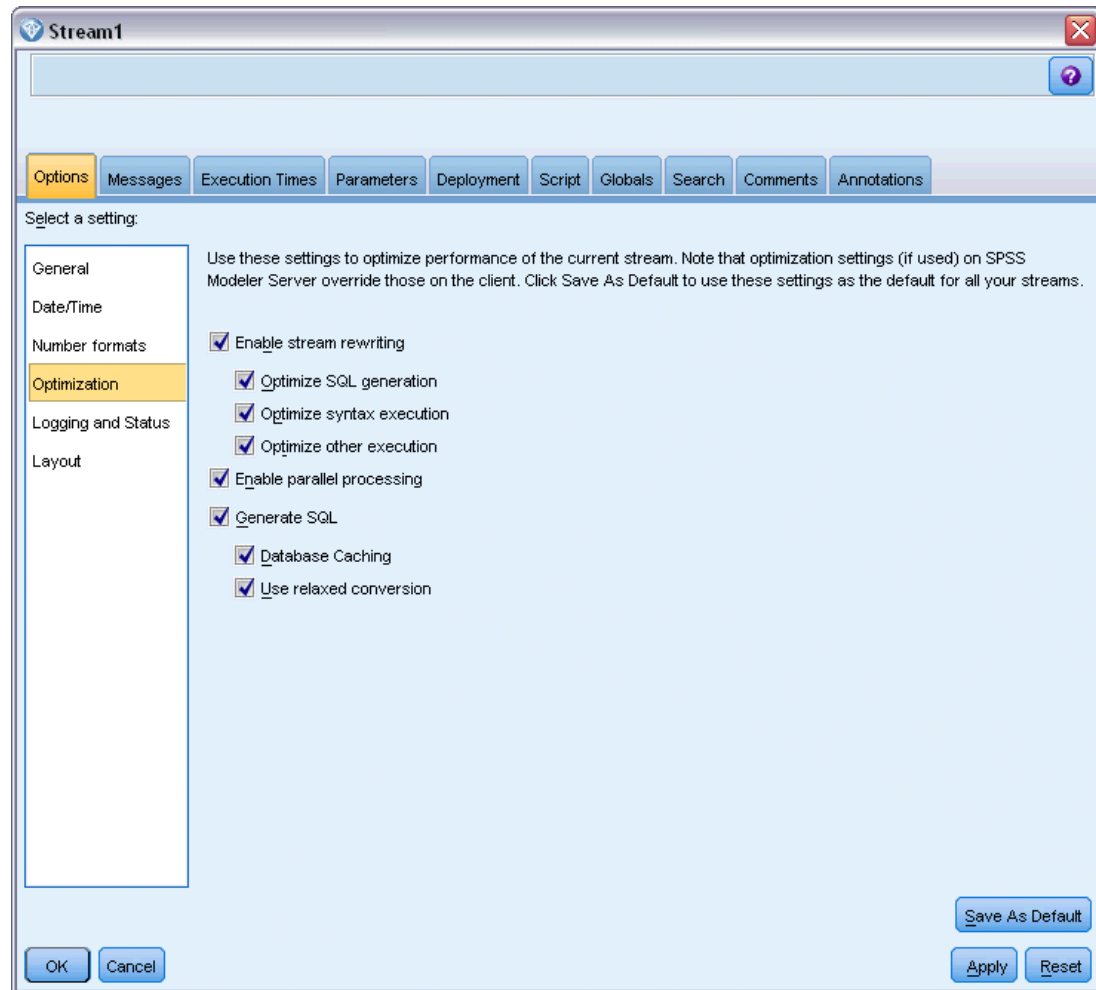 Stream1
?
Options Messages Execution Times Parameters Deployment Script Globals Search Comments Annotations
Select a setting:
General
Date/Time
Number formats
Optimization
Logging and Status
Layout
Use these settings to optimize performance of the current stream. Note that optimization settings (if used) on SPSS
Modeler Server override those on the client. Click Save As Default to use these settings as the default for all your streams.
Enable stream rewriting
Optimize SQL generation
Optimize syntax execution
Optimize other execution
Enable parallel processing
Generate SQL
Database Caching
Use relaxed conversion
Save As Default
OK Cancel Apply Reset